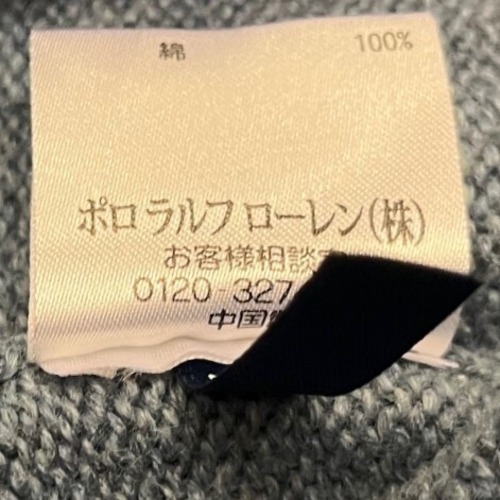 綿 100%
ポロ ラルフ ローレン(株)
お客様相談
0120-327
中国